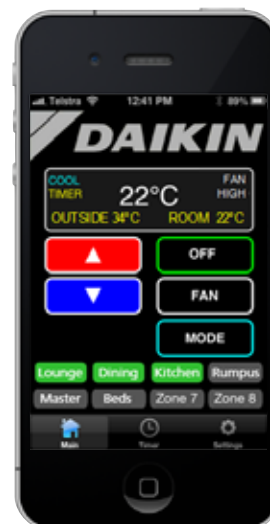 Telstra 12:41 PM 89%
DAIKIN
COOL FAN
TIMER 22°C HIGH
OUTSIDE 34°C ROOM 22°C
OFF
FAN
MODE
Lounge Dining Kitchen Rumpus
Master Beds Zone 7 Zone 8
Main Timer Settings